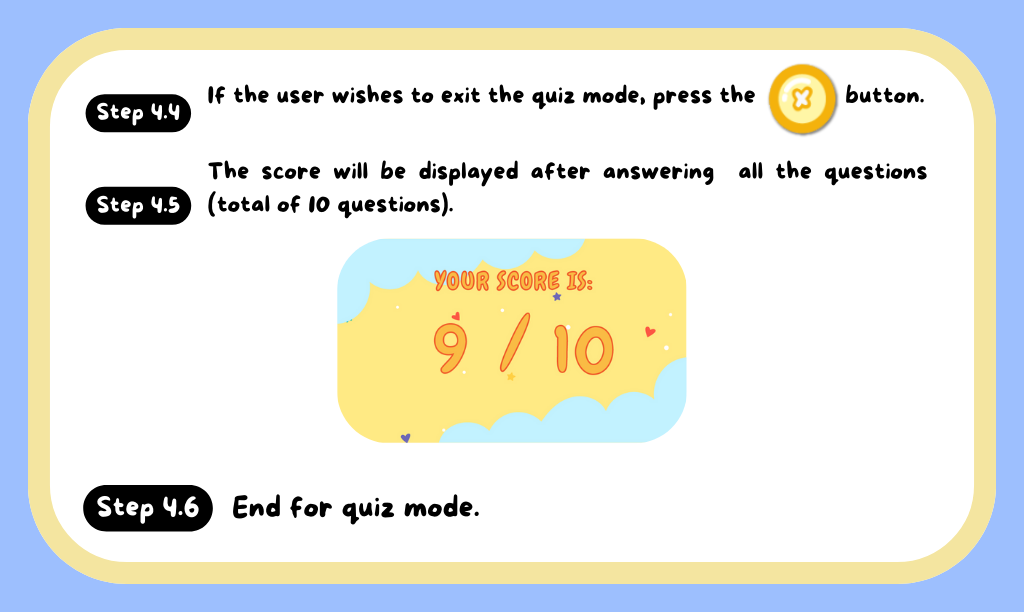 Step 4.4 If the user wishes to exit the quiz mode, press the X button.
The score will be displayed after answering all the questions
Step 4.5 (total of 10 questions).
YOUR SCORE IS:
9 / 10
Step 4.6 End for quiz mode.